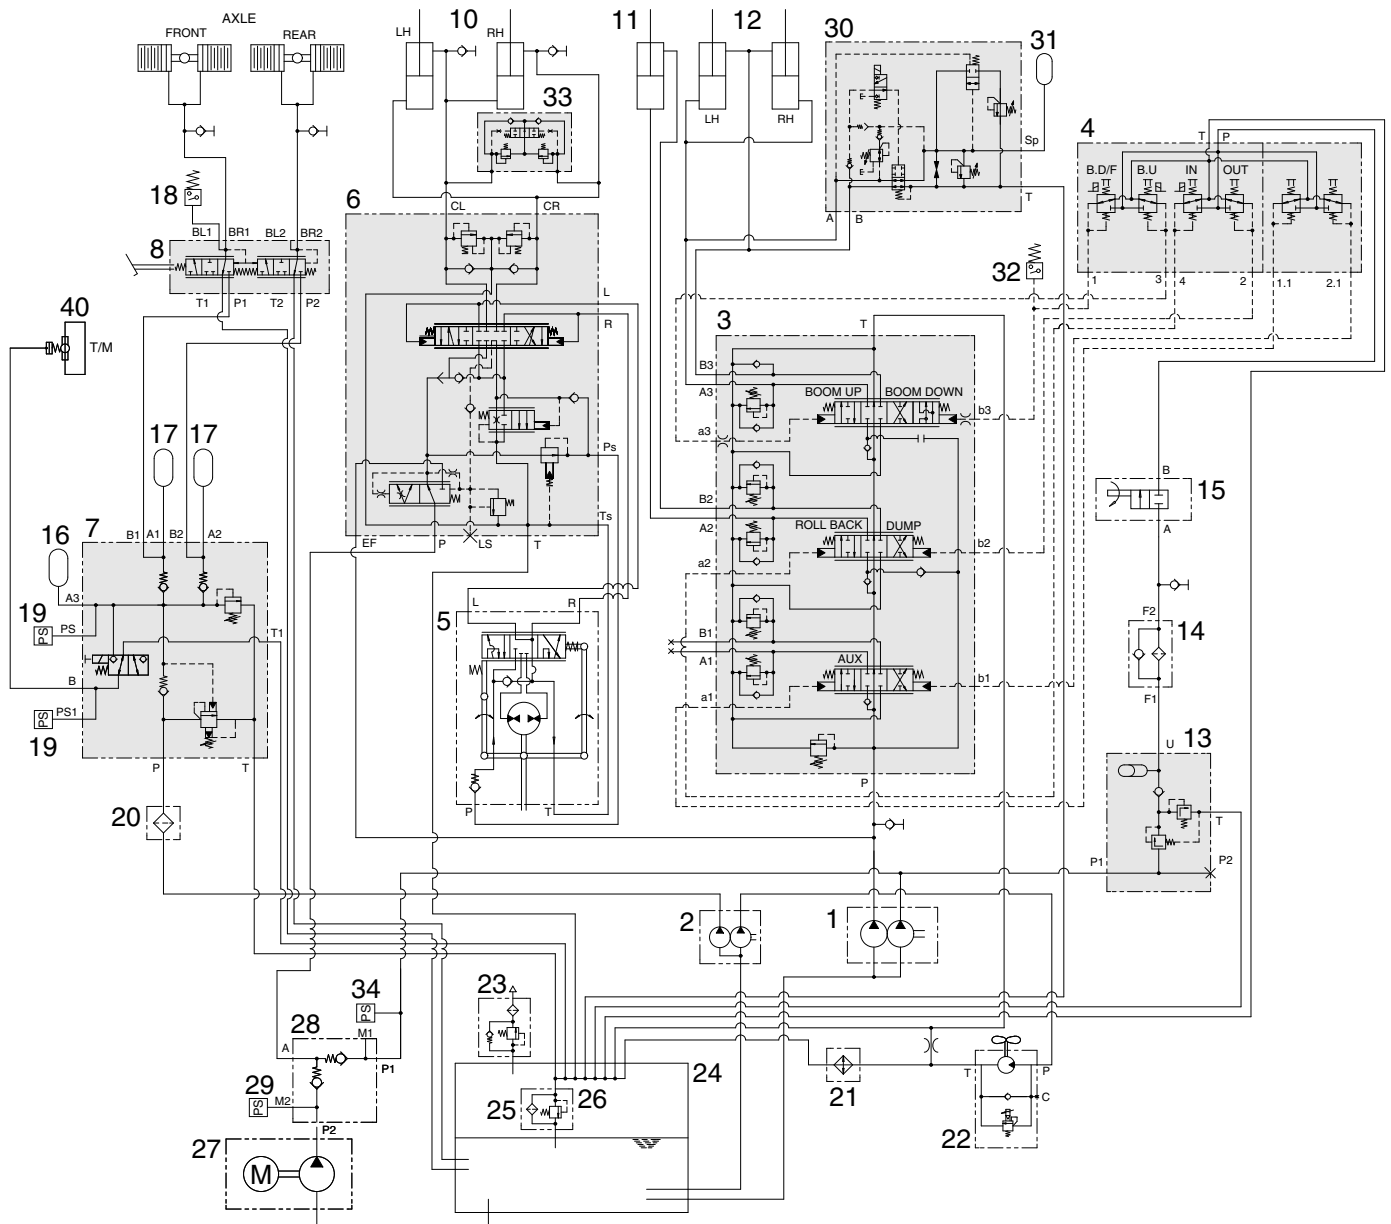 AXLE
FRONT
REAR
LH
10
RH
11
12
LH
RH
30
31
Sp
T
A
B
33
4
T
P
B.D/F
B.U
IN
OUT
1
3
4
2
1.1
2.1
18
BL1
BR1
BL2
BR2
8
T1
P1
T2
P2
6
CL
CR
L
R
Ps
Ts
EF
P
LS
T
32
40
T/M
3
T
B3
A3
BOOM UP
BOOM DOWN
a3
b3
B2
A2
ROLL BACK
DUMP
a2
b2
B1
A1
AUX
a1
b1
P
17
17
16
7
B1
A1
B2
A2
A3
19
PS
PS
T1
B
PS
PS1
19
P
T
5
L
R
P
T
B
15
A
F2
14
F1
U
13
T
P1
P2
20
2
1
34
PS
23
28
M1
A
P1
29
PS
M2
P2
27
M
24
25
26
21
T
P
C
22